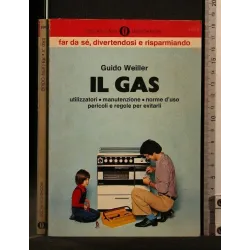 far da sé, divertendosi e risparmiando
Guido Weiller
IL GAS
utilizzatori • manutenzione • norme d'uso
pericoli e regole per evitarli